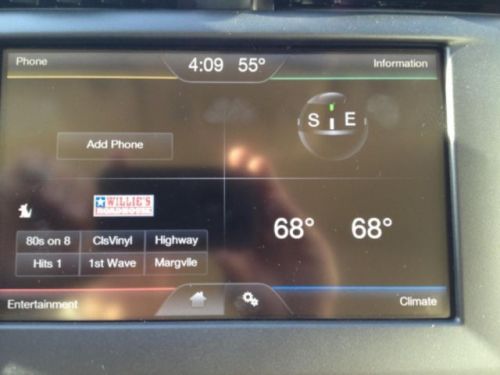 Phone 4:09 55° Information
S E
Add Phone
WILLIE'S
68° 68°
80s on 8 ClsVinyl Highway
Hits 1 1st Wave Margvlle
Entertainment Climate